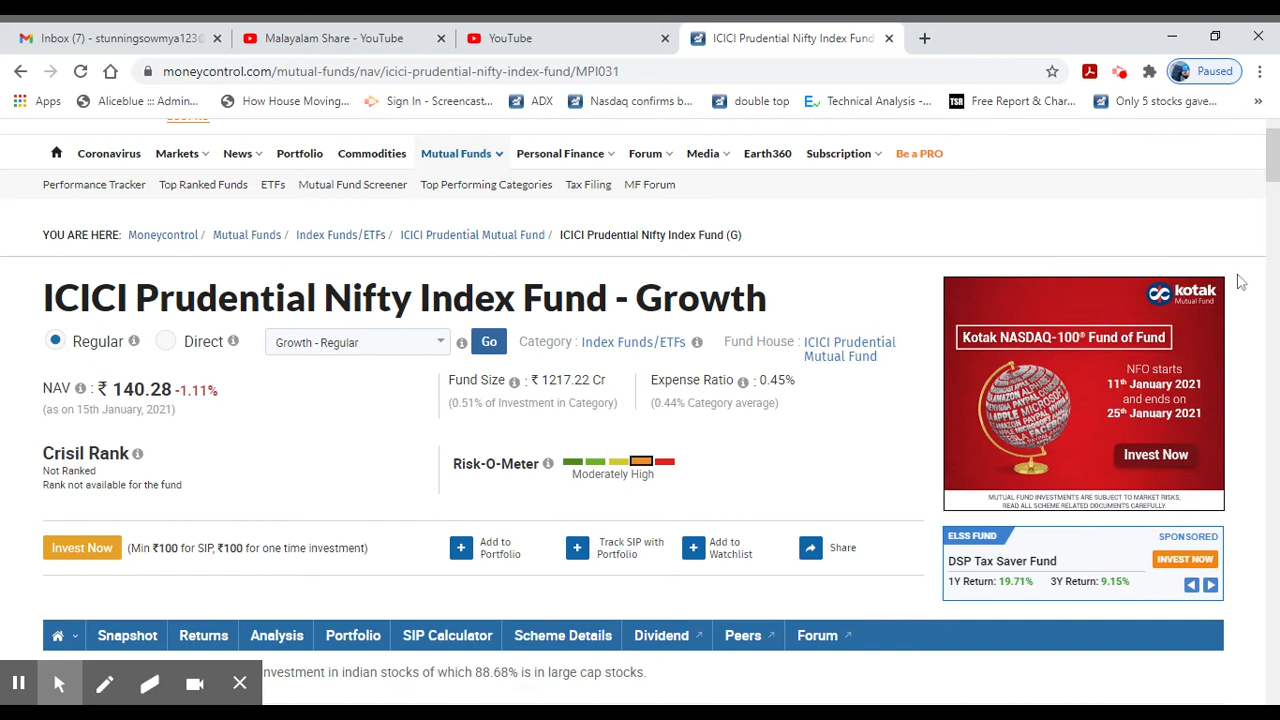 Inbox (7) - stunningsowmya123@
Malayalam Share - YouTube
YouTube
ICICI Prudential Nifty Index Fund
moneycontrol.com/mutual-funds/nav/icici-prudential-nifty-index-fund/MPI031
Paused
Apps
Aliceblue ::: Admin...
How House Moving...
Sign In - Screencast...
ADX
Nasdaq confirms b...
double top
Technical Analysis -...
TSR
Free Report & Char...
Only 5 stocks gave...
Coronavirus Markets News Portfolio Commodities Mutual Funds Personal Finance Forum Media Earth360 Subscription Be a PRO
Performance Tracker Top Ranked Funds ETFs Mutual Fund Screener Top Performing Categories Tax Filing MF Forum
YOU ARE HERE: Moneycontrol / Mutual Funds / Index Funds/ETFs / ICICI Prudential Mutual Fund / ICICI Prudential Nifty Index Fund (G)
ICICI Prudential Nifty Index Fund - Growth
Regular Direct Growth - Regular Go Category : Index Funds/ETFs Fund House : ICICI Prudential
Mutual Fund
NAV : ₹ 140.28 -1.11%
(as on 15th January, 2021)
Fund Size : ₹ 1217.22 Cr
(0.51% of Investment in Category)
Expense Ratio : 0.45%
(0.44% Category average)
Crisil Rank
Not Ranked
Rank not available for the fund
Risk-O-Meter
Moderately High
Invest Now (Min ₹100 for SIP, ₹100 for one time investment)
Add to
Portfolio
Track SIP with
Portfolio
Add to
Watchlist
Share
kotak
Mutual Fund
Kotak NASDAQ-100® Fund of Fund
NFO starts
11th January 2021
and ends on
25th January 2021
Invest Now
MUTUAL FUND INVESTMENTS ARE SUBJECT TO MARKET RISKS,
READ ALL SCHEME RELATED DOCUMENTS CAREFULLY.
ELSS FUND SPONSORED
DSP Tax Saver Fund INVEST NOW
1Y Return: 19.71% 3Y Return: 9.15%
Snapshot Returns Analysis Portfolio SIP Calculator Scheme Details Dividend Peers Forum
investment in indian stocks of which 88.68% is in large cap stocks.